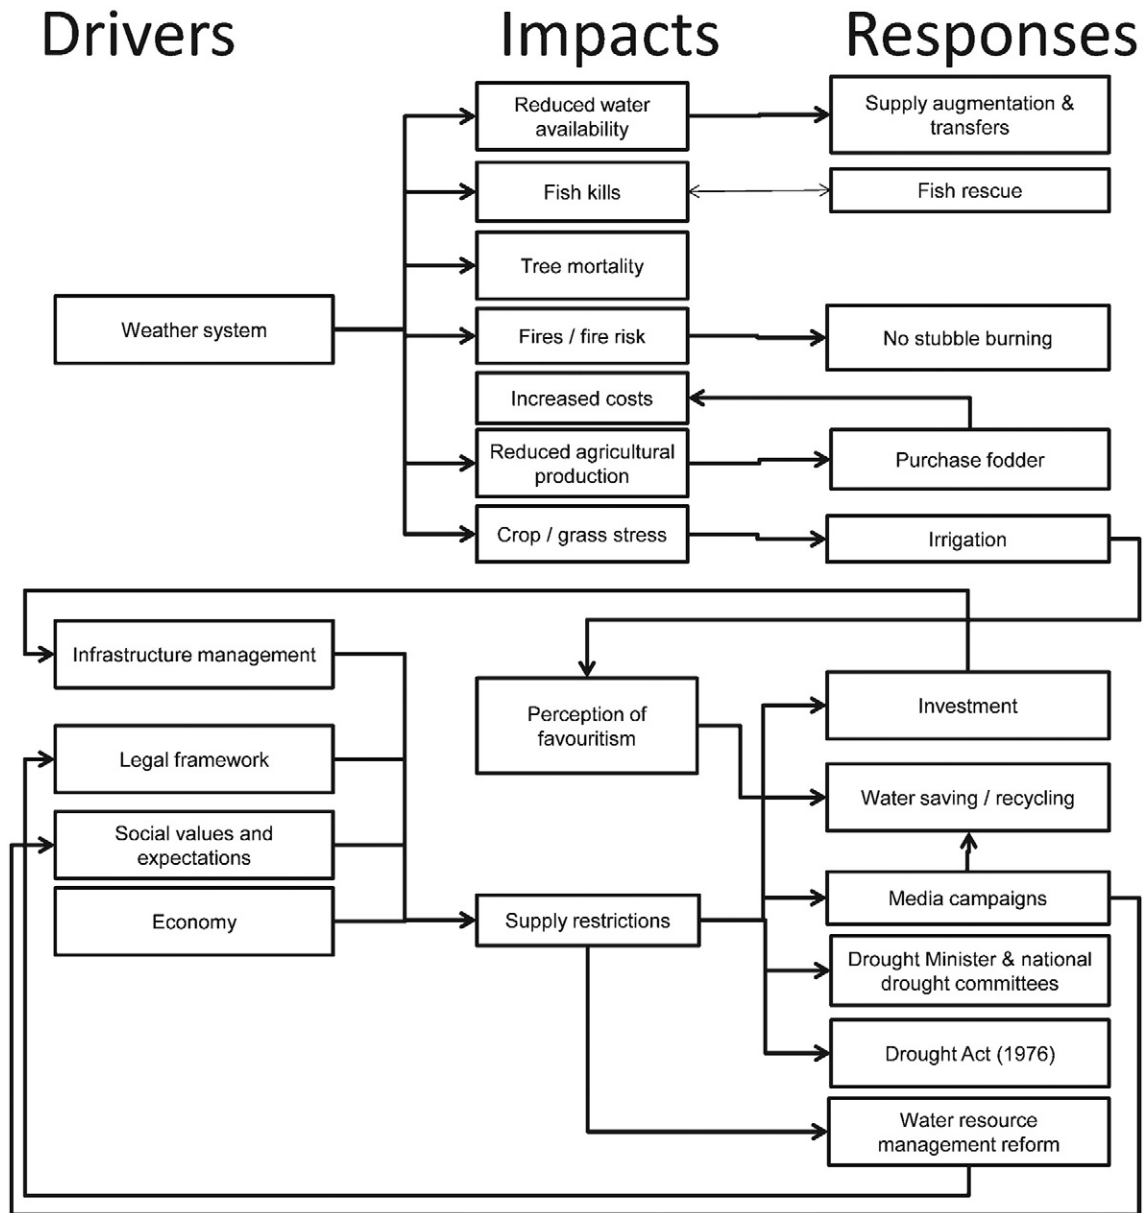 Drivers
Impacts
Responses
Reduced water
availability
Supply augmentation &
transfers
Fish kills
Fish rescue
Tree mortality
Weather system
Fires / fire risk
No stubble burning
Increased costs
Reduced agricultural
production
Purchase fodder
Crop / grass stress
Irrigation
Infrastructure management
Perception of
favouritism
Investment
Legal framework
Water saving / recycling
Social values and
expectations
Media campaigns
Economy
Supply restrictions
Drought Minister & national
drought committees
Drought Act (1976)
Water resource
management reform